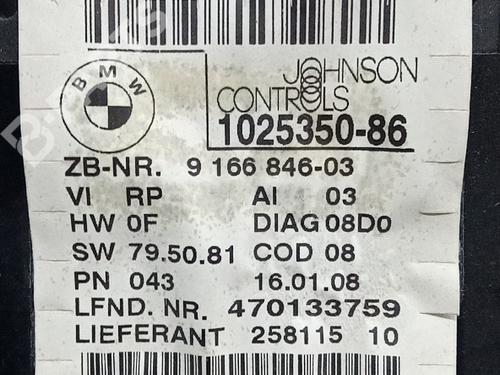 BMW
JOHNSON
CONTROLS
1025350-86
ZB-NR. 9 166 846-03
VI RP AI 03
HW 0F DIAG 08D0
SW 79.50.81 COD 08
PN 043 16.01.08
LFND. NR. 470133759
LIEFERANT 258115 10